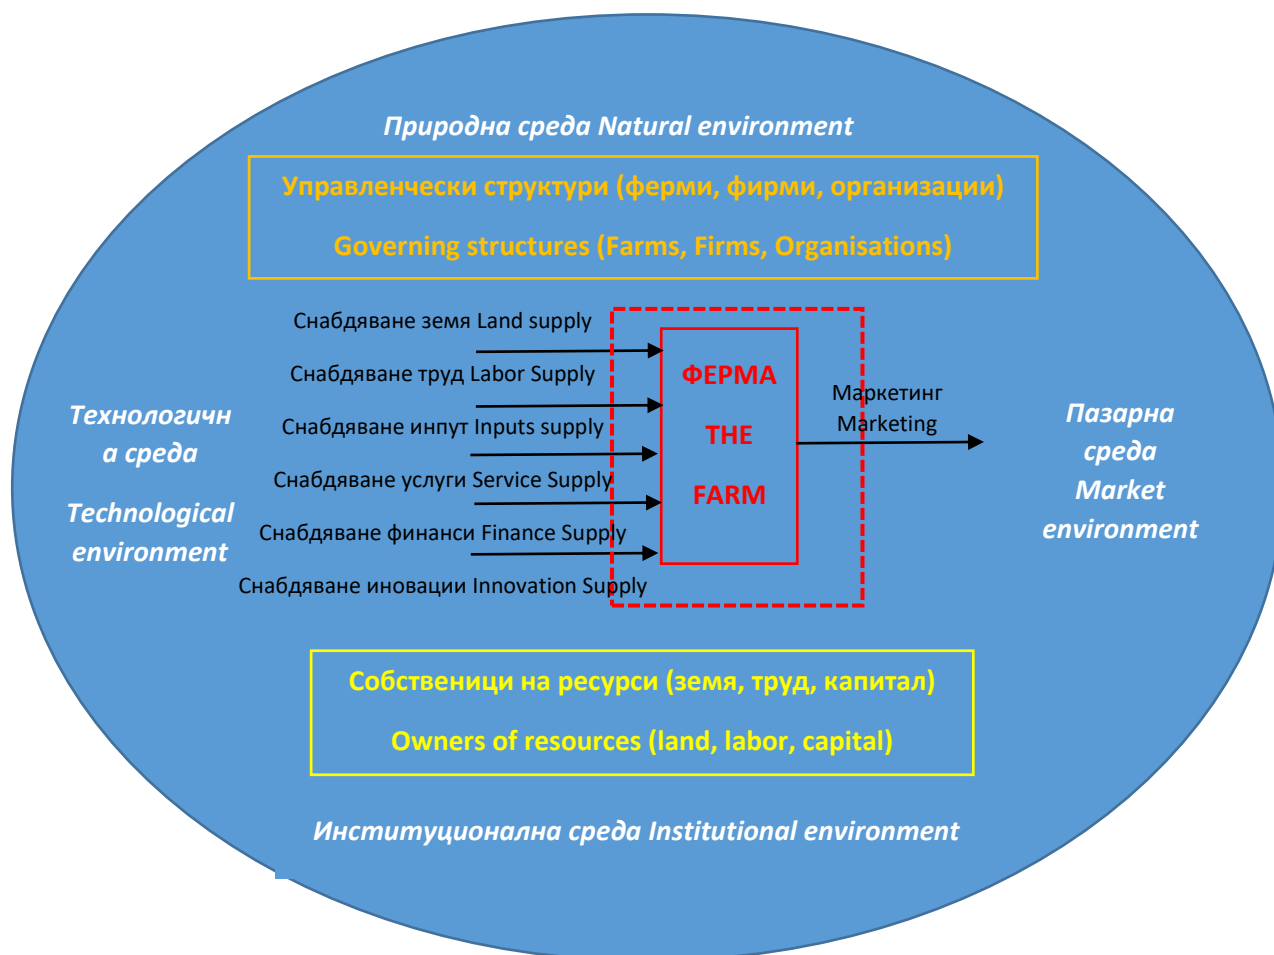 Природна среда Natural environment
Управленчески структури (ферми, фирми, организации)
Governing structures (Farms, Firms, Organisations)
Снабдяване земя Land supply
Снабдяване труд Labor Supply
Снабдяване инпут Inputs supply
Снабдяване услуги Service Supply
Снабдяване финанси Finance Supply
Снабдяване иновации Innovation Supply
ФЕРМА
THE
FARM
Маркетинг
Marketing
Технологичн
а среда
Technological
environment
Пазарна
среда
Market
environment
Собственици на ресурси (земя, труд, капитал)
Owners of resources (land, labor, capital)
Институционална среда Institutional environment